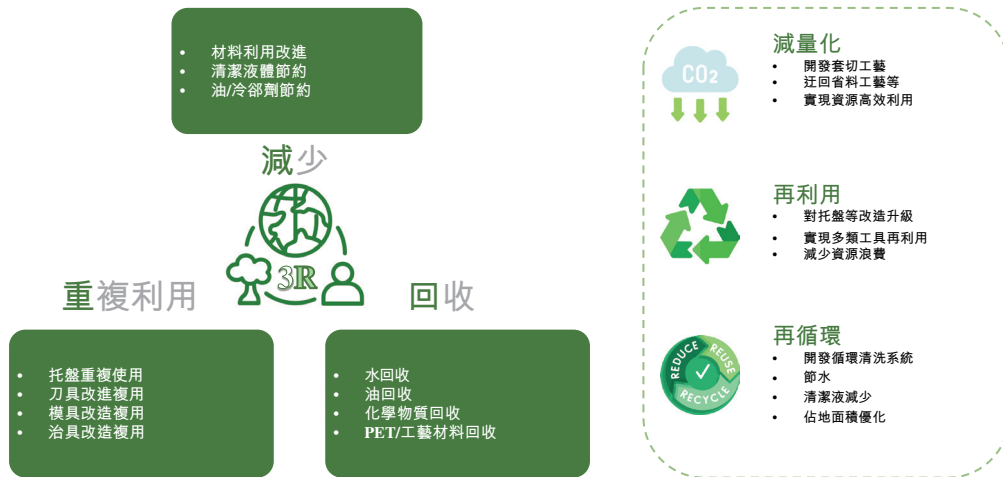 材料利用改進
清潔液體節約
油/冷郤劑節約
減少
3R
重複利用
回收
托盤重複使用
刀具改進複用
模具改造複用
治具改造複用
水回收
油回收
化學物質回收
PET/工藝材料回收
CO2
減量化
開發套切工藝
迂回省料工藝等
實現資源高效利用
再利用
對托盤等改造升級
實現多類工具再利用
減少資源浪費
REDUCE
REUSE
RECYCLE
再循環
開發循環清洗系統
節水
清潔液減少
佔地面積優化